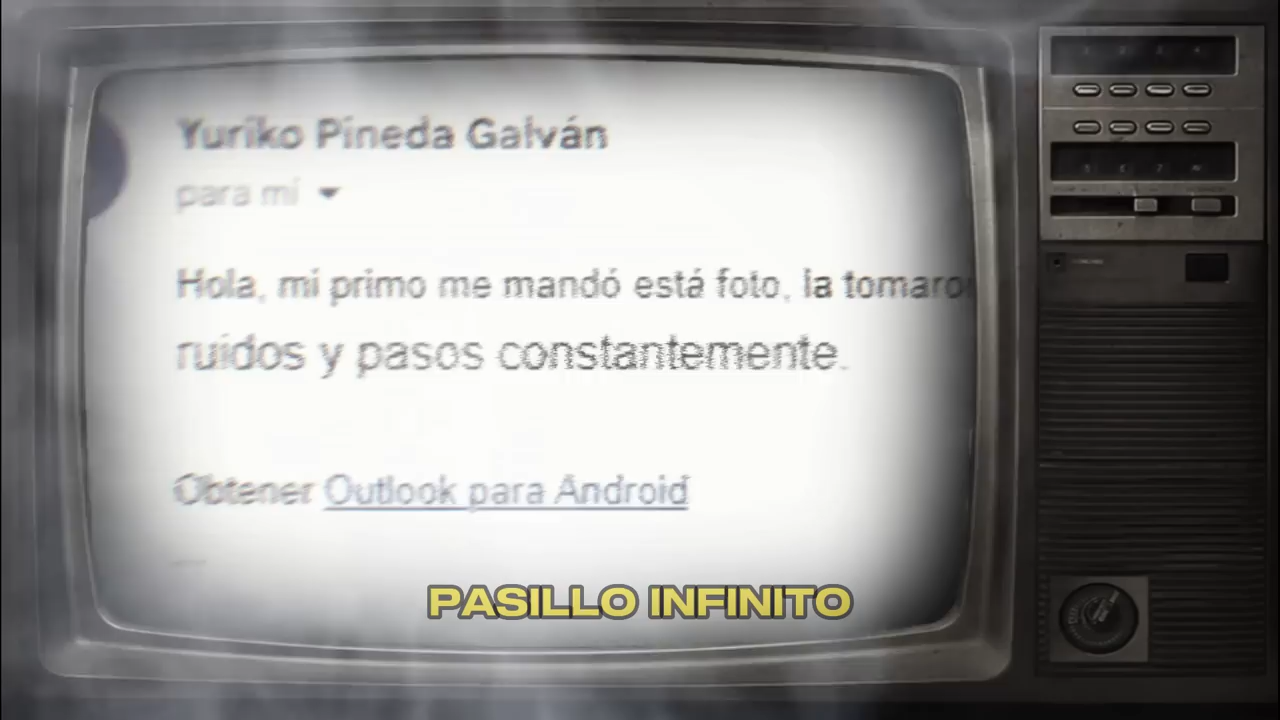 Yuriko Pineda Galván
para mí
Hola, mi primo me mandó está foto, la tomaro
ruidos y pasos constantemente.
Obtener Outlook para Android
PASILLO INFINITO